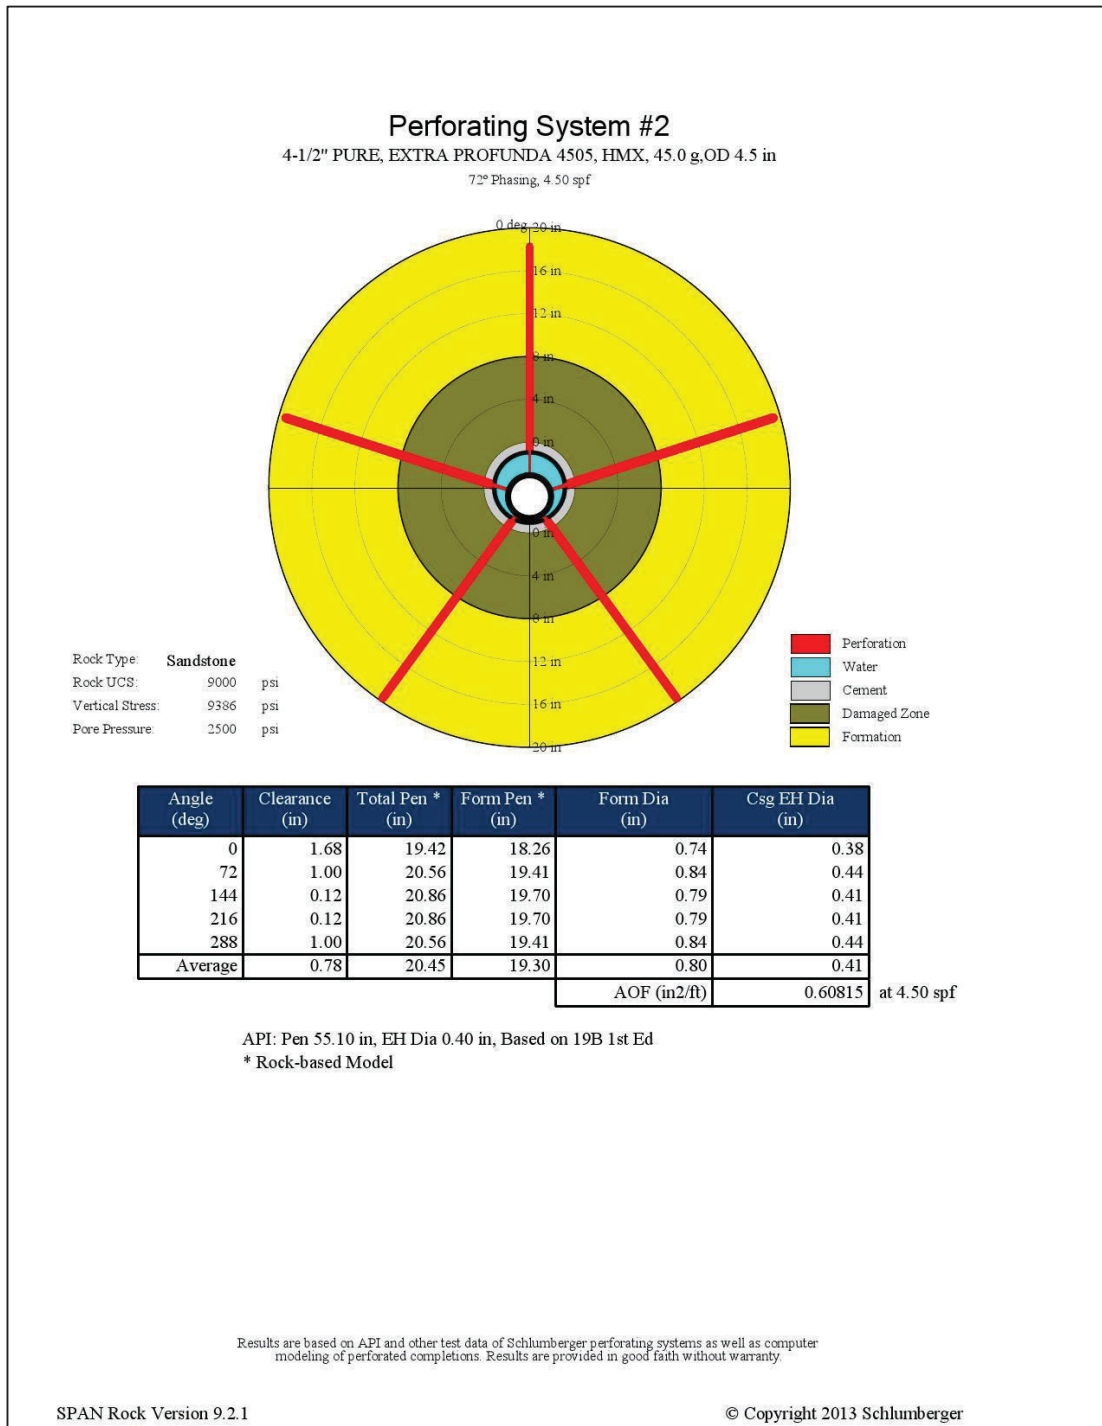 Perforating System #2
4-1/2" PURE, EXTRA PROFUNDA 4505, HMX, 45.0 g,OD 4.5 in
72º Phasing, 4.50 spf
0 deg 20 in
16 in
12 in
8 in
4 in
0 in
0 in
4 in
8 in
12 in
16 in
20 in
Rock Type: Sandstone
Rock UCS: 9000 psi
Vertical Stress: 9386 psi
Pore Pressure: 2500 psi
Perforation
Water
Cement
Damaged Zone
Formation
Angle (deg) Clearance (in) Total Pen * (in) Form Pen * (in) Form Dia (in) Csg EH Dia (in)
0 1.68 19.42 18.26 0.74 0.38
72 1.00 20.56 19.41 0.84 0.44
144 0.12 20.86 19.70 0.79 0.41
216 0.12 20.86 19.70 0.79 0.41
288 1.00 20.56 19.41 0.84 0.44
Average 0.78 20.45 19.30 0.80 0.41
AOF (in2/ft) 0.60815 at 4.50 spf
API: Pen 55.10 in, EH Dia 0.40 in, Based on 19B 1st Ed
* Rock-based Model
Results are based on API and other test data of Schlumberger perforating systems as well as computer
modeling of perforated completions. Results are provided in good faith without warranty.
SPAN Rock Version 9.2.1 © Copyright 2013 Schlumberger